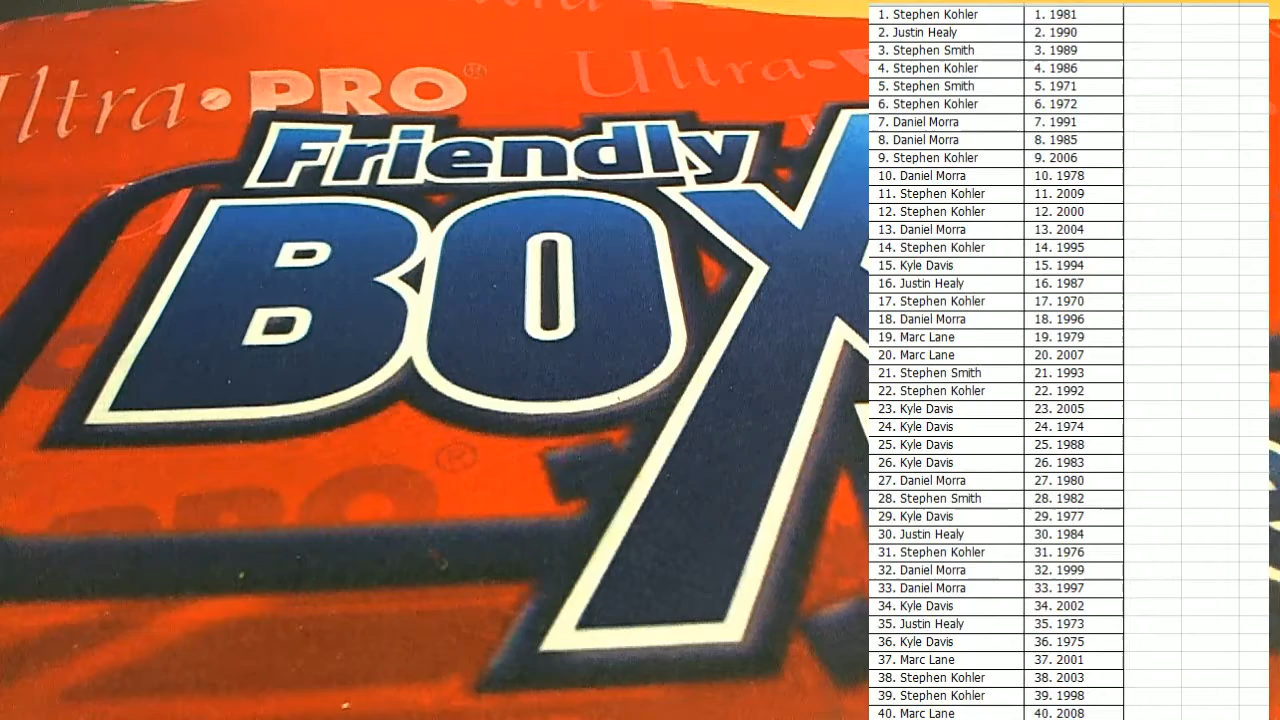 Ultra•PRO®
Ultra•P
Friendly
BOX
®
PRO
1. Stephen Kohler 1. 1981
2. Justin Healy 2. 1990
3. Stephen Smith 3. 1989
4. Stephen Kohler 4. 1986
5. Stephen Smith 5. 1971
6. Stephen Kohler 6. 1972
7. Daniel Morra 7. 1991
8. Daniel Morra 8. 1985
9. Stephen Kohler 9. 2006
10. Daniel Morra 10. 1978
11. Stephen Kohler 11. 2009
12. Stephen Kohler 12. 2000
13. Daniel Morra 13. 2004
14. Stephen Kohler 14. 1995
15. Kyle Davis 15. 1994
16. Justin Healy 16. 1987
17. Stephen Kohler 17. 1970
18. Daniel Morra 18. 1996
19. Marc Lane 19. 1979
20. Marc Lane 20. 2007
21. Stephen Smith 21. 1993
22. Stephen Kohler 22. 1992
23. Kyle Davis 23. 2005
24. Kyle Davis 24. 1974
25. Kyle Davis 25. 1988
26. Kyle Davis 26. 1983
27. Daniel Morra 27. 1980
28. Stephen Smith 28. 1982
29. Kyle Davis 29. 1977
30. Justin Healy 30. 1984
31. Stephen Kohler 31. 1976
32. Daniel Morra 32. 1999
33. Daniel Morra 33. 1997
34. Kyle Davis 34. 2002
35. Justin Healy 35. 1973
36. Kyle Davis 36. 1975
37. Marc Lane 37. 2001
38. Stephen Kohler 38. 2003
39. Stephen Kohler 39. 1998
40. Marc Lane 40. 2008